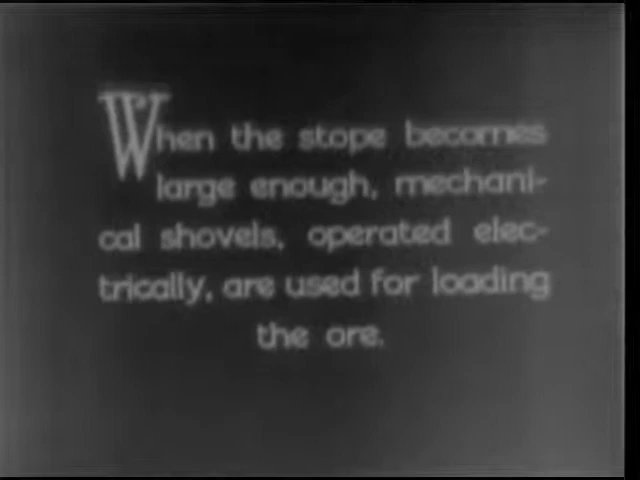 When the stope becomes
large enough, mechani-
cal shovels, operated elec-
trically, are used for loading
the ore.